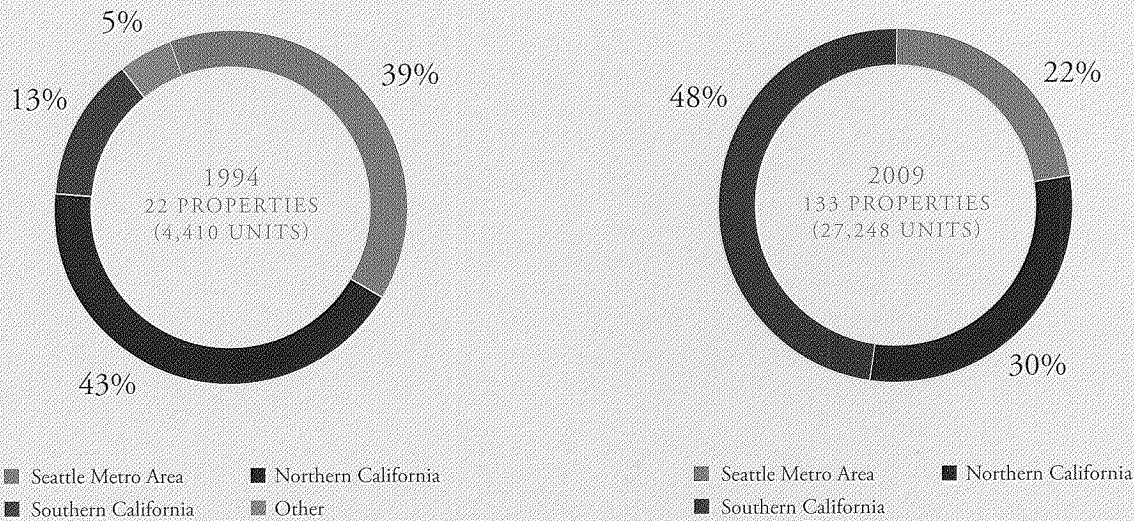 5%
39%
13%
1994
22 PROPERTIES
(4,410 UNITS)
43%
Seattle Metro Area
Northern California
Southern California
Other
22%
48%
2009
133 PROPERTIES
(27,248 UNITS)
30%
Seattle Metro Area
Northern California
Southern California